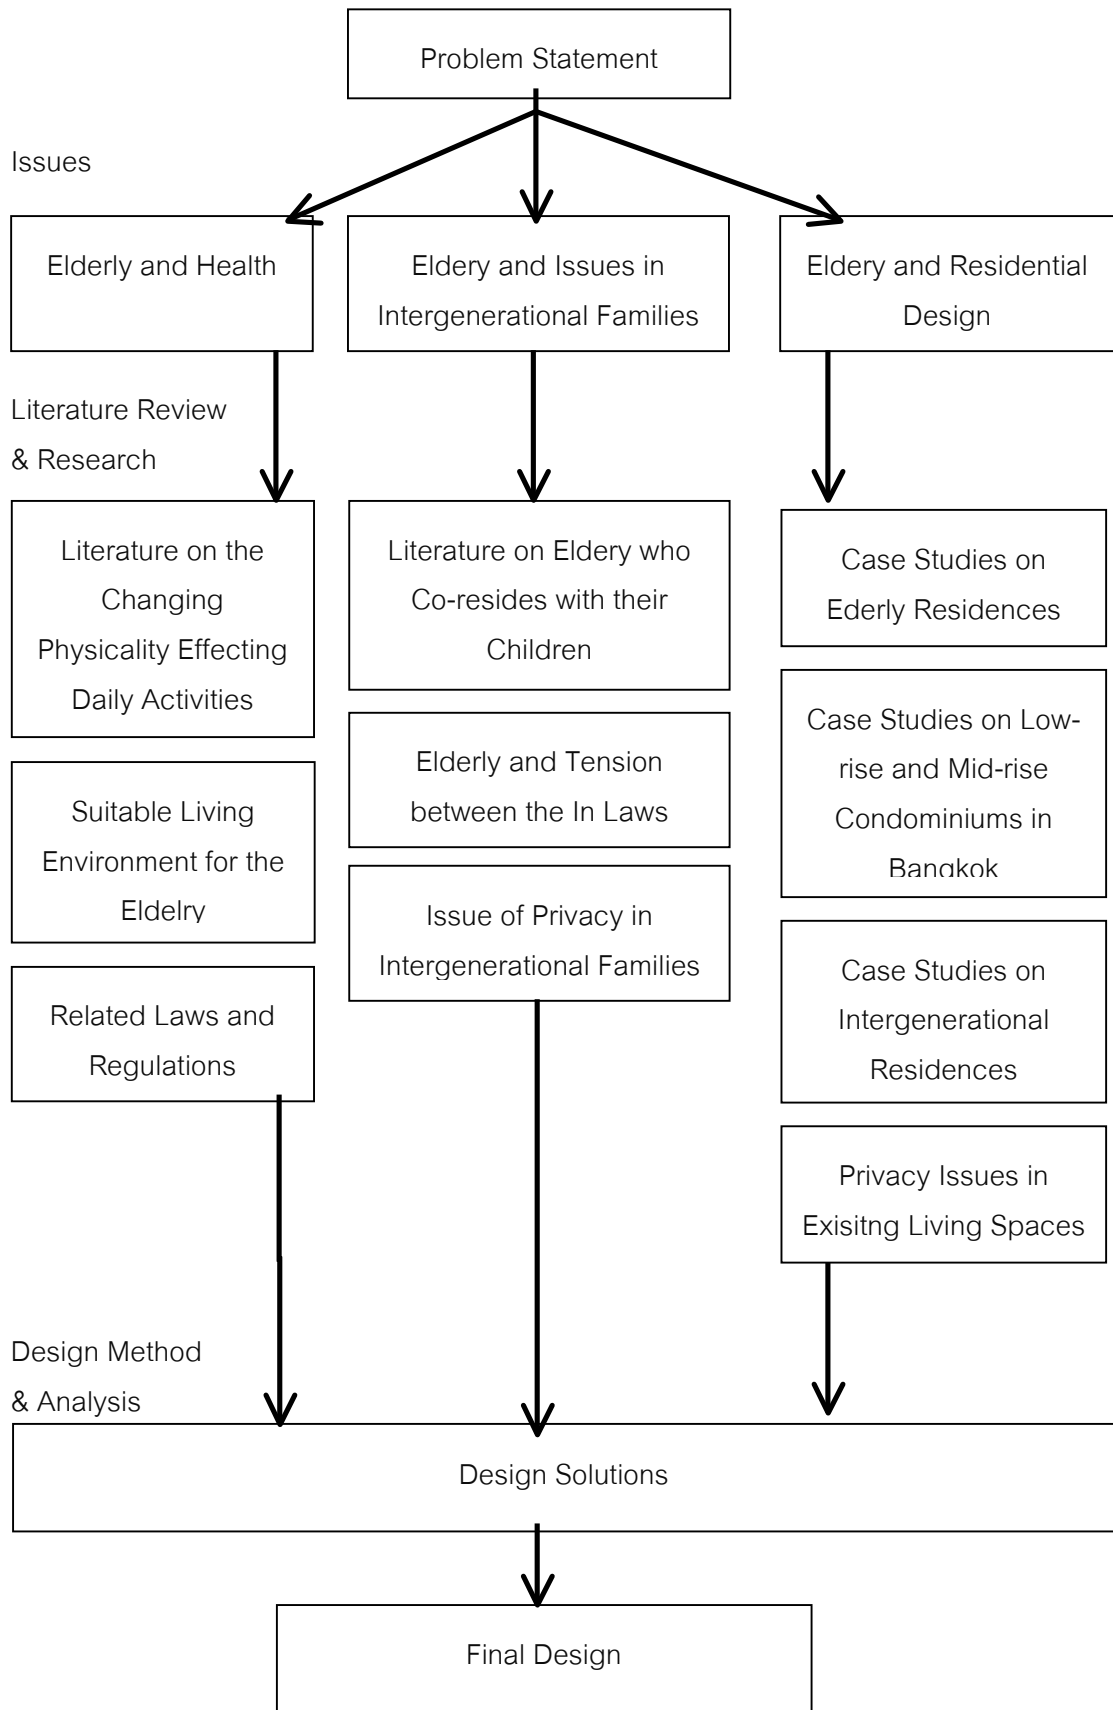 Problem Statement
Issues
Elderly and Health
Eldery and Issues in
Intergenerational Families
Eldery and Residential
Design
Literature Review
& Research
Literature on the
Changing
Physicality Effecting
Daily Activities
Suitable Living
Environment for the
Eldelry
Related Laws and
Regulations
Literature on Eldery who
Co-resides with their
Children
Elderly and Tension
between the In Laws
Issue of Privacy in
Intergenerational Families
Case Studies on
Ederly Residences
Case Studies on Low-
rise and Mid-rise
Condominiums in
Bangkok
Case Studies on
Intergenerational
Residences
Privacy Issues in
Exisitng Living Spaces
Design Method
& Analysis
Design Solutions
Final Design